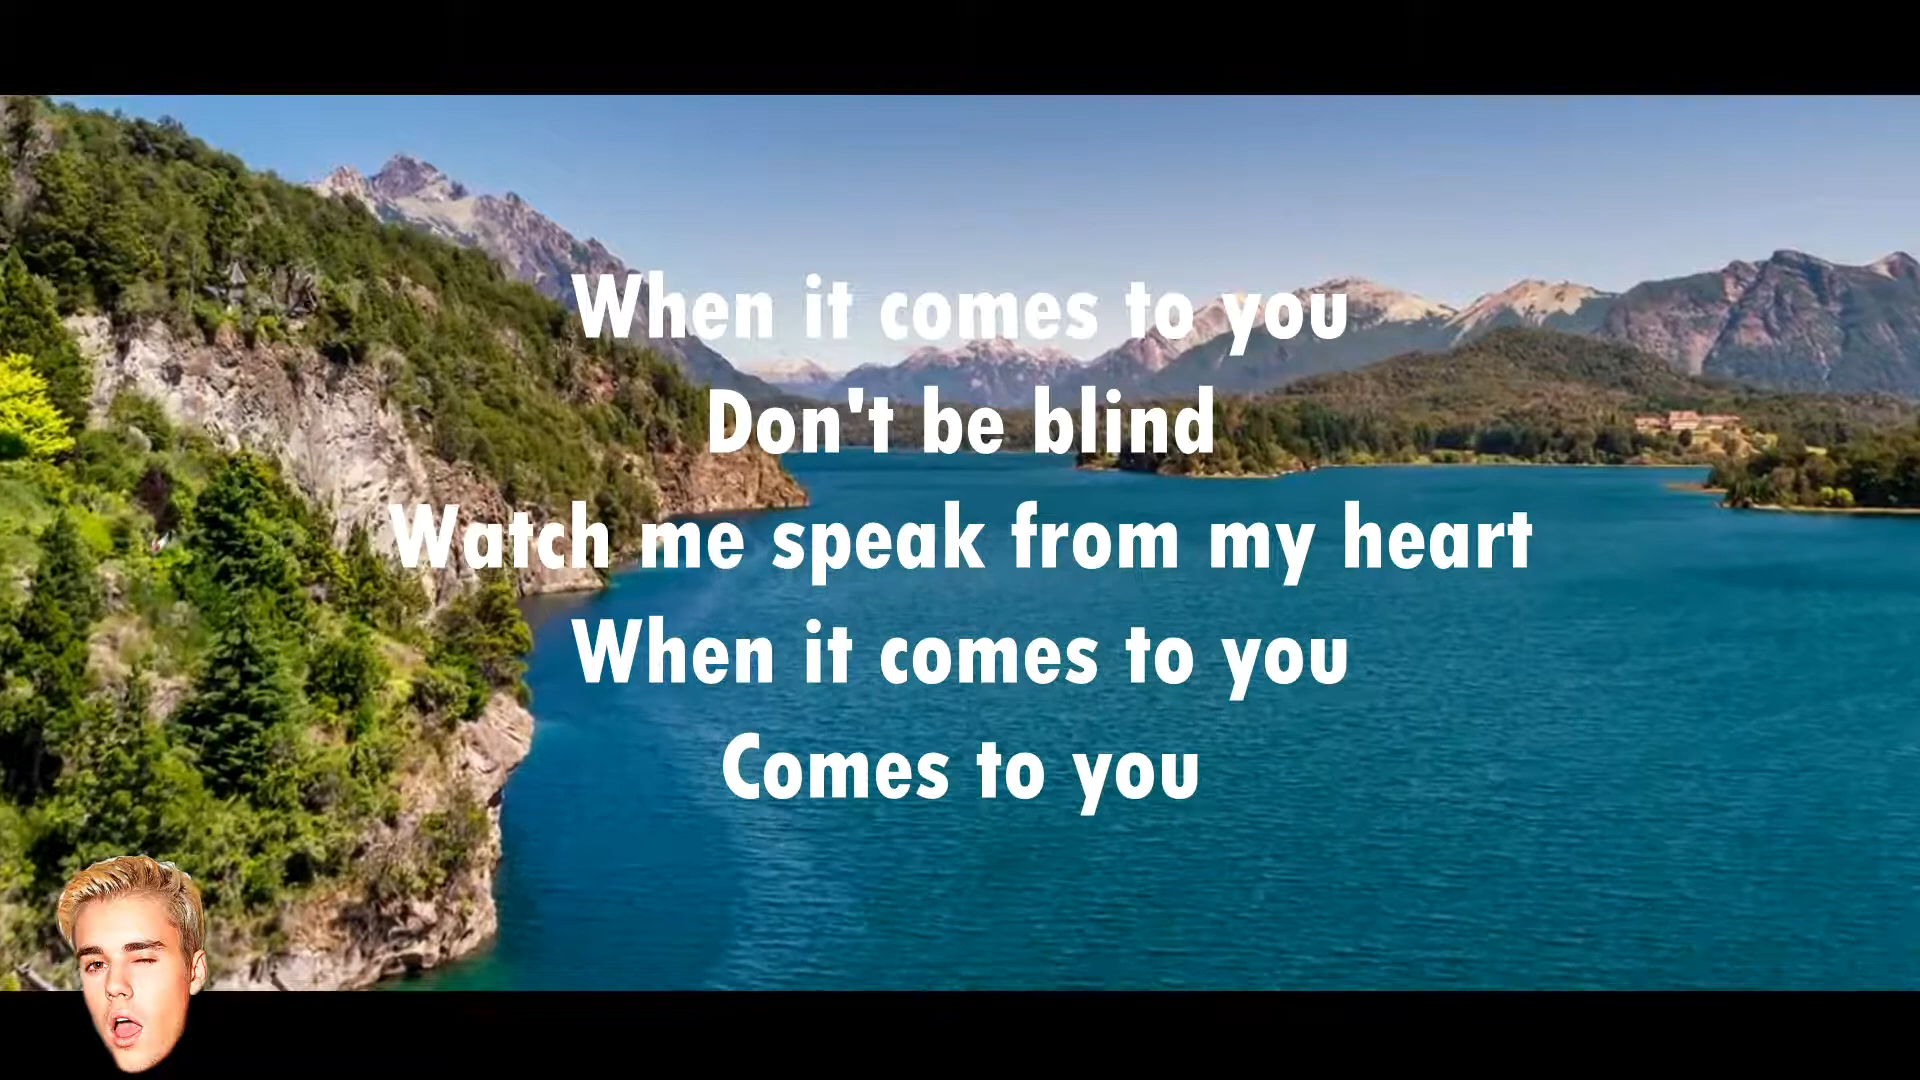 When it comes to you
Don't be blind
Watch me speak from my heart
When it comes to you
Comes to you